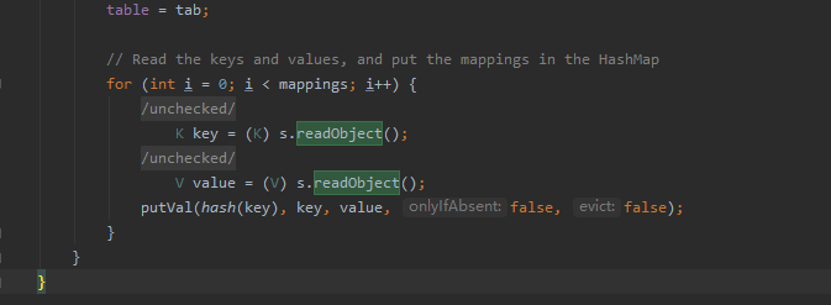 table = tab;
// Read the keys and values, and put the mappings in the HashMap
for (int i = 0; i < mappings; i++) {
/unchecked/
K key = (K) s.readObject();
/unchecked/
V value = (V) s.readObject();
putVal(hash(key), key, value, onlyIfAbsent: false, evict: false);
}
}
}